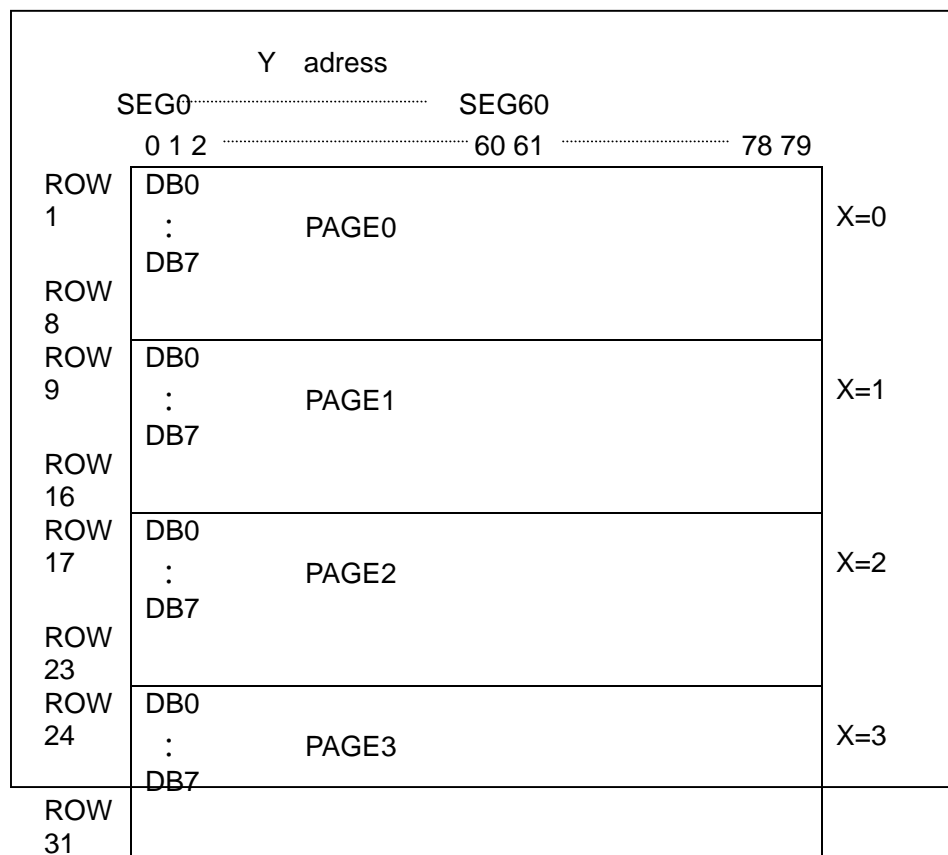 Y adress
SEG0 SEG60
0 1 2 60 61 78 79
ROW DB0
1 : PAGE0 X=0
DB7
ROW
8
ROW DB0
9 : PAGE1 X=1
DB7
ROW
16
ROW DB0
17 : PAGE2 X=2
DB7
ROW
23
ROW DB0
24 : PAGE3 X=3
DB7
ROW
31